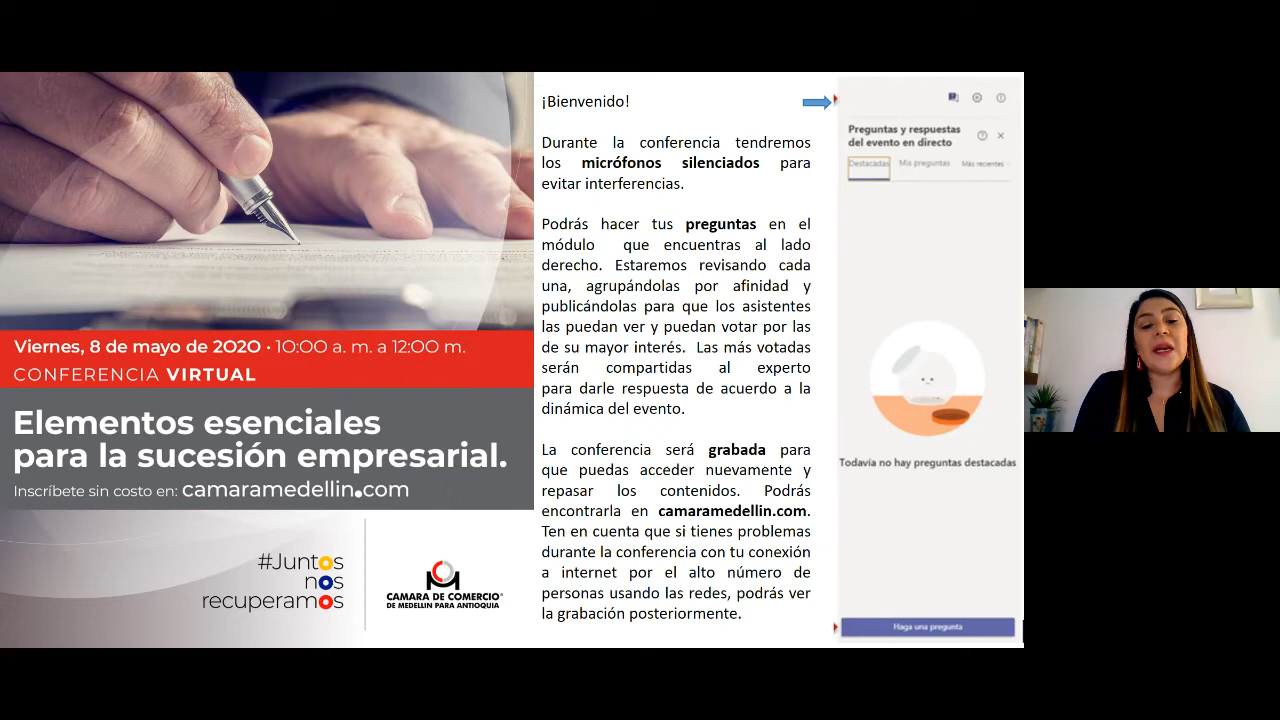 Viernes, 8 de mayo de 2020 • 10:00 a. m. a 12:00 m.
CONFERENCIA VIRTUAL
Elementos esenciales
para la sucesión empresarial.
Inscríbete sin costo en: camaramedellin.com
#Juntos
nos
recuperamos
CAMARA DE COMERCIO®
DE MEDELLIN PARA ANTIOQUIA
¡Bienvenido!
Durante la conferencia tendremos
los micrófonos silenciados para
evitar interferencias.
Podrás hacer tus preguntas en el
módulo que encuentras al lado
derecho. Estaremos revisando cada
una, agrupándolas por afinidad y
publicándolas para que los asistentes
las puedan ver y puedan votar por las
de su mayor interés. Las más votadas
serán compartidas al experto
para darle respuesta de acuerdo a la
dinámica del evento.
La conferencia será grabada para
que puedas acceder nuevamente y
repasar los contenidos. Podrás
encontrarla en camaramedellin.com.
Ten en cuenta que si tienes problemas
durante la conferencia con tu conexión
a internet por el alto número de
personas usando las redes, podrás ver
la grabación posteriormente.
Preguntas y respuestas
del evento en directo
Destacadas Mis preguntas Más recientes
Todavía no hay preguntas destacadas
Haga una pregunta